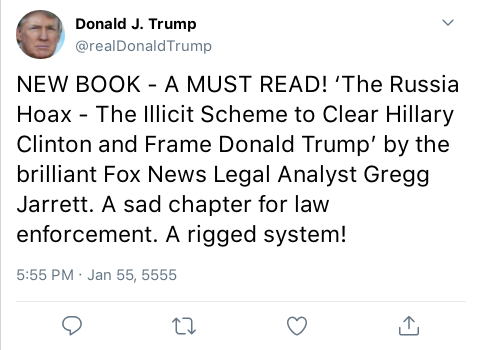 Donald J. Trump
@realDonaldTrump
NEW BOOK - A MUST READ! ‘The Russia
Hoax - The Illicit Scheme to Clear Hillary
Clinton and Frame Donald Trump’ by the
brilliant Fox News Legal Analyst Gregg
Jarrett. A sad chapter for law
enforcement. A rigged system!
5:55 PM · Jan 55, 5555